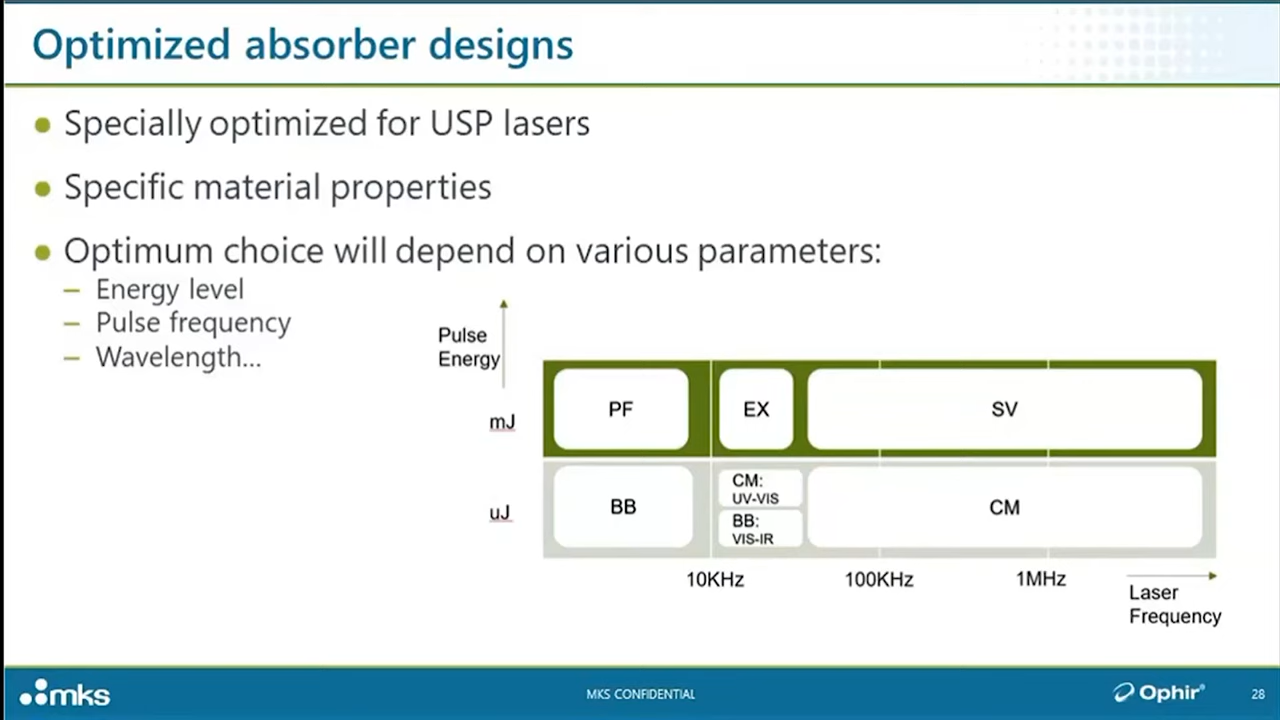 Optimized absorber designs
Specially optimized for USP lasers
Specific material properties
Optimum choice will depend on various parameters:
– Energy level
– Pulse frequency
– Wavelength...
Pulse
Energy
mJ
PF
EX
SV
uJ
BB
CM:
UV-VIS
BB:
VIS-IR
CM
10KHz
100KHz
1MHz
Laser
Frequency
mks
MKS CONFIDENTIAL
Ophir®
28